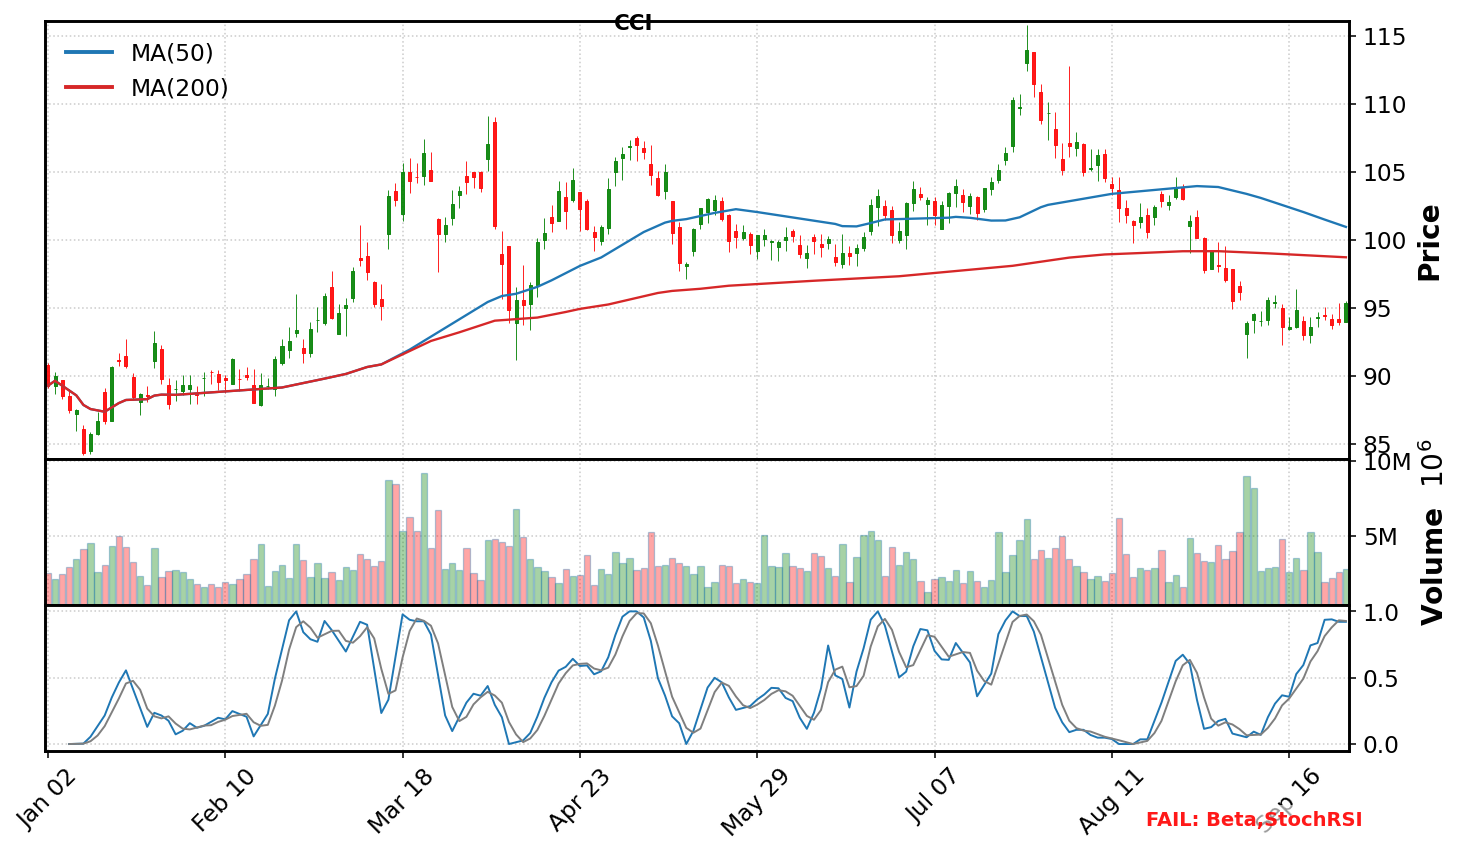 CCI
MA(50)
MA(200)
115
110
105
100
95
90
85
Price
10M
5M
Volume 10^6
1.0
0.5
0.0
Jan 02
Feb 10
Mar 18
Apr 23
May 29
Jul 07
Aug 11
Sep 16
FAIL: Beta,StochRSI